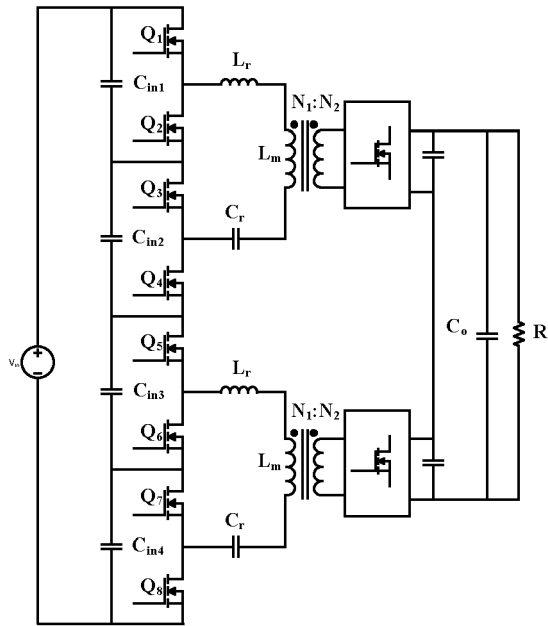 Q1
Cin1
Q2
Lr
N1:N2
Lm
Q3
Cin2
Cr
Q4
Vin
Q5
Cin3
Q6
Lr
N1:N2
Lm
Q7
Cin4
Cr
Q8
Co
R